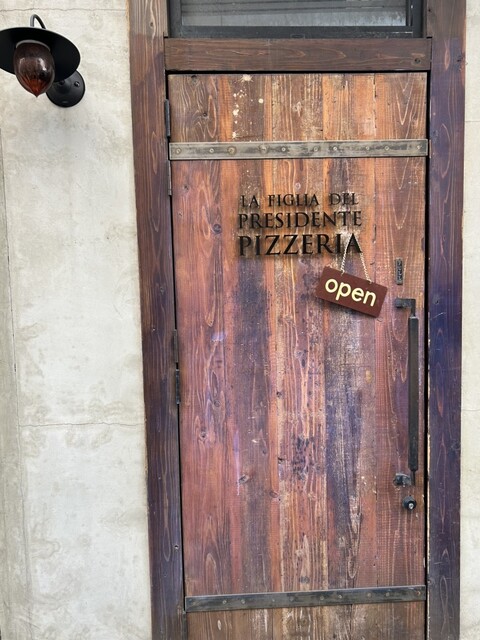 LA FIGLIA DEL
PRESIDENTE
PIZZERIA
open